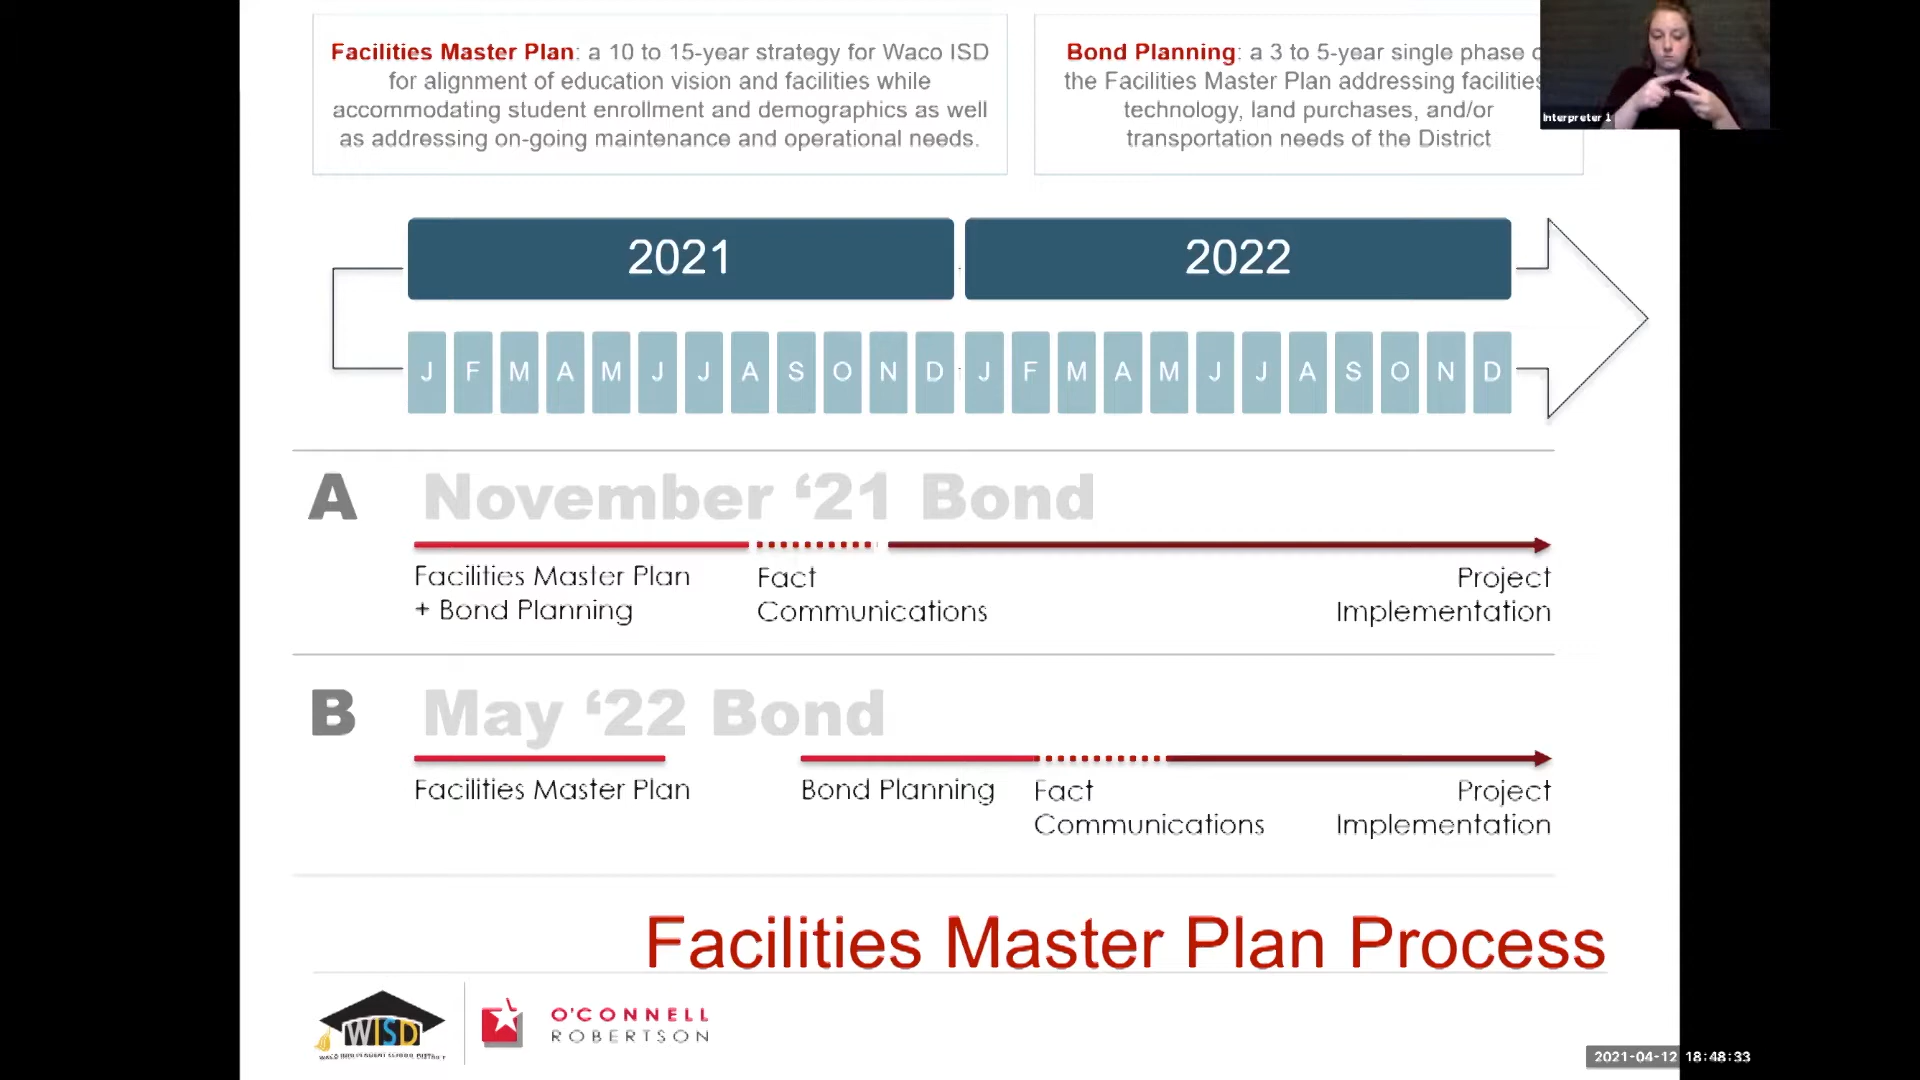 Facilities Master Plan: a 10 to 15-year strategy for Waco ISD
for alignment of education vision and facilities while
accommodating student enrollment and demographics as well
as addressing on-going maintenance and operational needs.
Bond Planning: a 3 to 5-year single phase
the Facilities Master Plan addressing facilities
technology, land purchases, and/or
transportation needs of the District
Interpreter 1
2021 2022
J F M A M J J A S O N D J F M A M J J A S O N D
A November ‘21 Bond
Facilities Master Plan
+ Bond Planning
Fact
Communications
Project
Implementation
B May ‘22 Bond
Facilities Master Plan
Bond Planning
Fact
Communications
Project
Implementation
Facilities Master Plan Process
WISD
WACO INDEPENDENT SCHOOL DISTRICT
O'CONNELL
ROBERTSON
2021-04-12 18:48:33